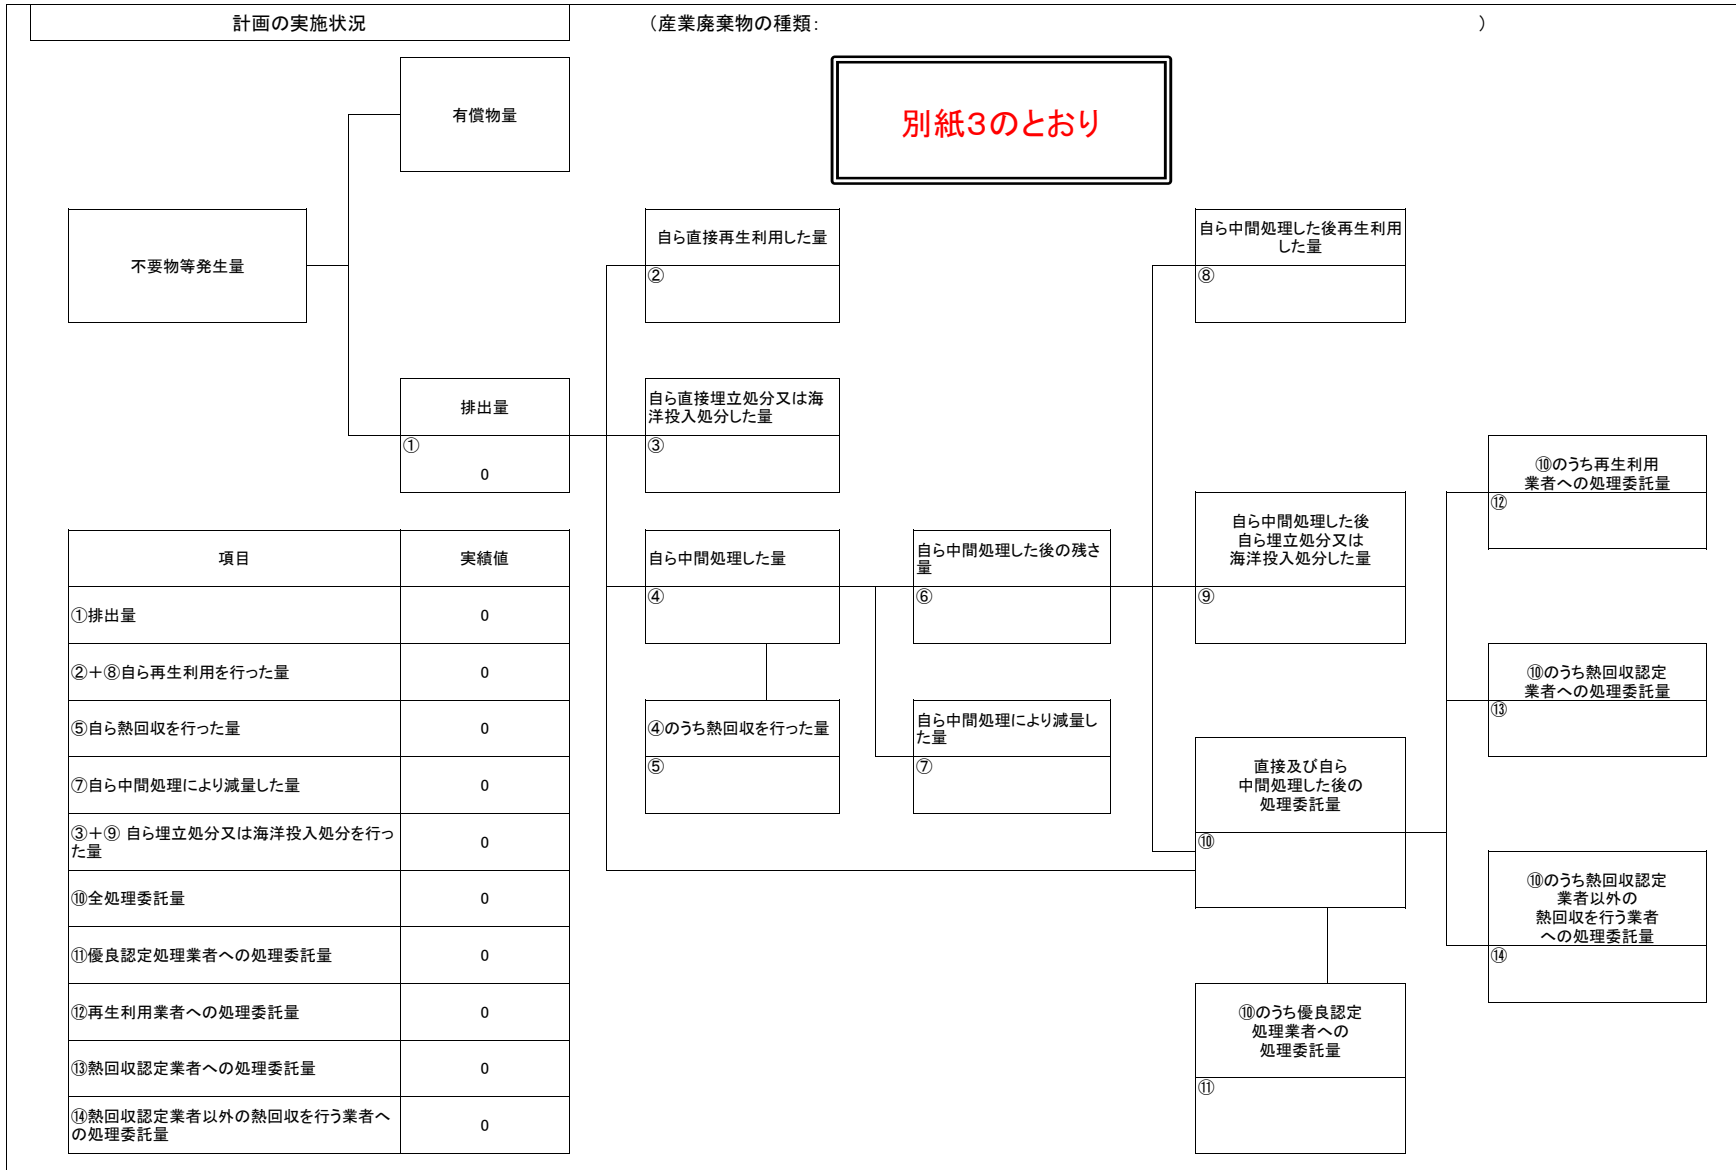 計画の実施状況
（産業廃棄物の種類：　　　　　　　　　　）
有償物量
別紙３のとおり
不要物等発生量
自ら直接再生利用した量
②
自ら中間処理した後再生利用
した量
⑧
排出量
①
0
自ら直接埋立処分又は海
洋投入処分した量
③
⑩のうち再生利用
業者への処理委託量
⑫
自ら中間処理した量
④
自ら中間処理した後の残さ
量
⑥
自ら中間処理した後
自ら埋立処分又は
海洋投入処分した量
⑨
⑩のうち熱回収認定
業者への処理委託量
⑬
④のうち熱回収を行った量
⑤
自ら中間処理により減量し
た量
⑦
直接及び自ら
中間処理した後の
処理委託量
⑩
⑩のうち熱回収認定
業者以外の
熱回収を行う業者
への処理委託量
⑭
⑩のうち優良認定
処理業者への
処理委託量
⑪
項目 実績値
①排出量 0
②＋⑧自ら再生利用を行った量 0
⑤自ら熱回収を行った量 0
⑦自ら中間処理により減量した量 0
③＋⑨ 自ら埋立処分又は海洋投入処分を行っ
た量 0
⑩全処理委託量 0
⑪優良認定処理業者への処理委託量 0
⑫再生利用業者への処理委託量 0
⑬熱回収認定業者への処理委託量 0
⑭熱回収認定業者以外の熱回収を行う業者へ
の処理委託量 0